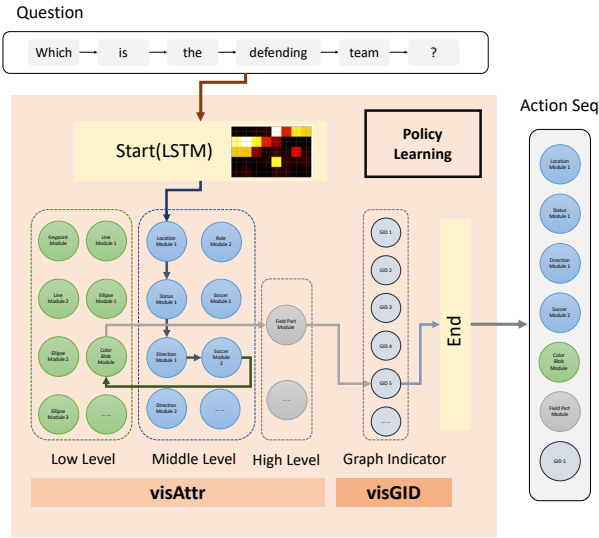 Question
Which is the defending team ?
Action Seq
Start(LSTM)
Policy
Learning
Location
Module 1
Status
Module 1
Direction
Module 1
Soccer
Module 2
Color
Blob
Module
Field Part
Module
GID 5
Keypoint
Module
Line
Module 1
Line
Module 2
Ellipse
Module 1
Ellipse
Module 2
Color
Blob
Module
Ellipse
Module 3
... ...
Location
Module 1
Role
Module 2
Status
Module 1
Soccer
Module 1
Direction
Module 1
Soccer
Module
2
Direction
Module 2
... ...
Field Part
Module
... ...
GID 1
GID 2
GID 3
GID 4
GID 5
... ...
End
Low Level
Middle Level
High Level
Graph Indicator
visAttr
visGID